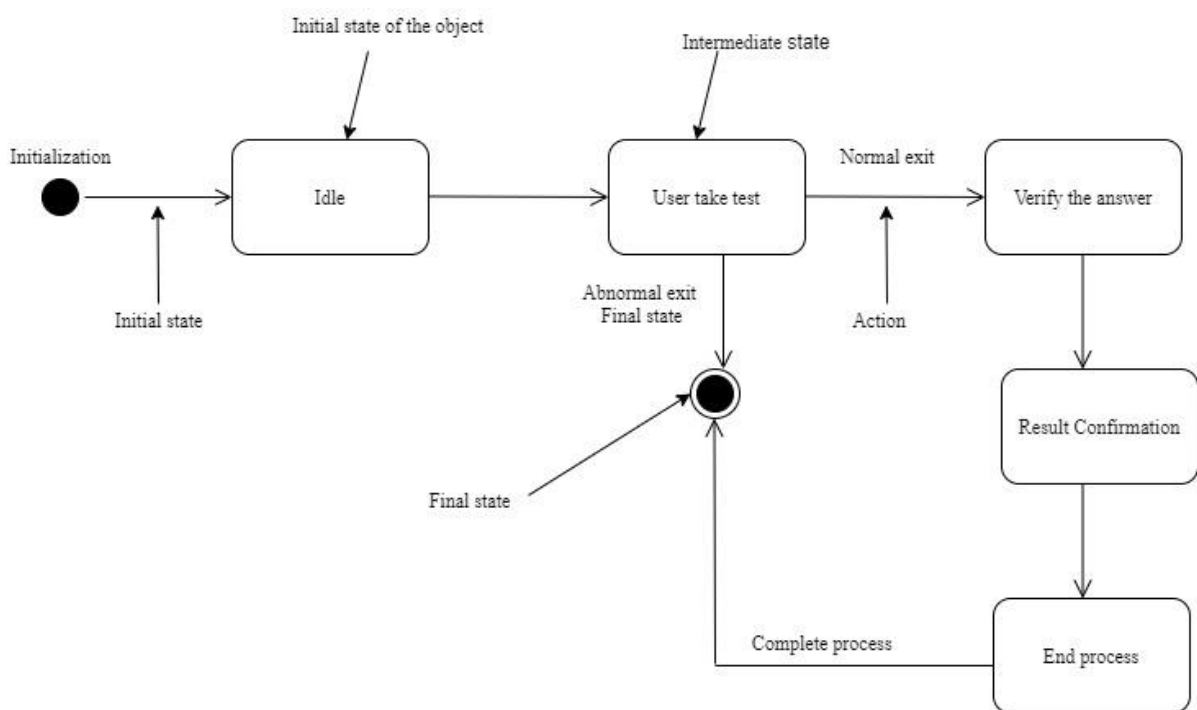 Initial state of the object
Intermediate state
Initialization
Normal exit
Idle
User take test
Verify the answer
Initial state
Abnormal exit
Final state
Action
Result Confirmation
Final state
Complete process
End process